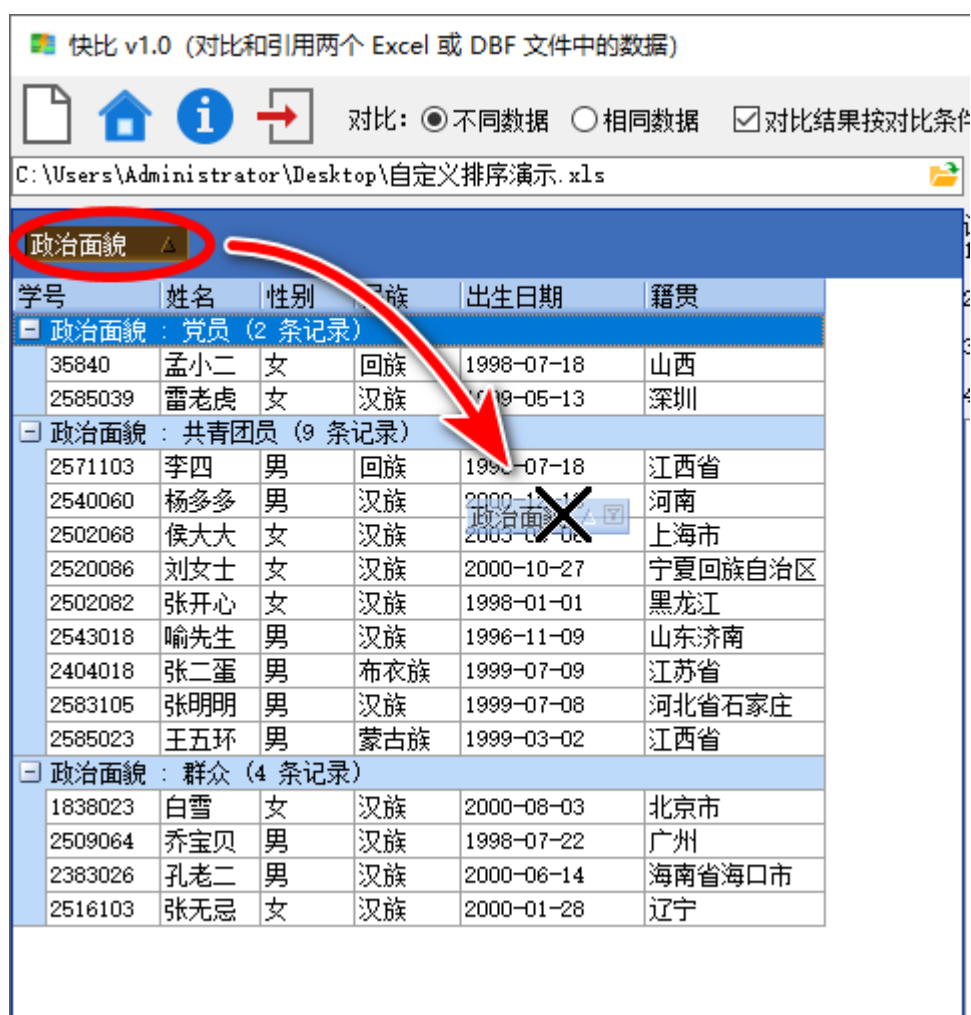 快比 v1.0 (对比和引用两个 Excel 或 DBF 文件中的数据)
对比: 不同数据 相同数据 对比结果按对比条件
C:\Users\Administrator\Desktop\自定义排序演示.xls
政治面貌
学号 姓名 性别 民族 出生日期 籍贯
政治面貌 : 党员 (2 条记录)
35840 孟小二 女 回族 1998-07-18 山西
2585039 雷老虎 女 汉族 1999-05-13 深圳
政治面貌 : 共青团员 (9 条记录)
2571103 李四 男 回族 1998-07-18 江西省
2540060 杨多多 男 汉族 河南
政治面貌
2502068 侯大大 女 汉族 上海市
2520086 刘女士 女 汉族 2000-10-27 宁夏回族自治区
2502082 张开心 女 汉族 1998-01-01 黑龙江
2543018 喻先生 男 汉族 1996-11-09 山东济南
2404018 张二蛋 男 布衣族 1999-07-09 江苏省
2583105 张明明 男 汉族 1999-07-08 河北省石家庄
2585023 王五环 男 蒙古族 1999-03-02 江西省
政治面貌 : 群众 (4 条记录)
1838023 白雪 女 汉族 2000-08-03 北京市
2509064 乔宝贝 男 汉族 1998-07-22 广州
2383026 孔老二 男 汉族 2000-06-14 海南省海口市
2516103 张无忌 女 汉族 2000-01-28 辽宁